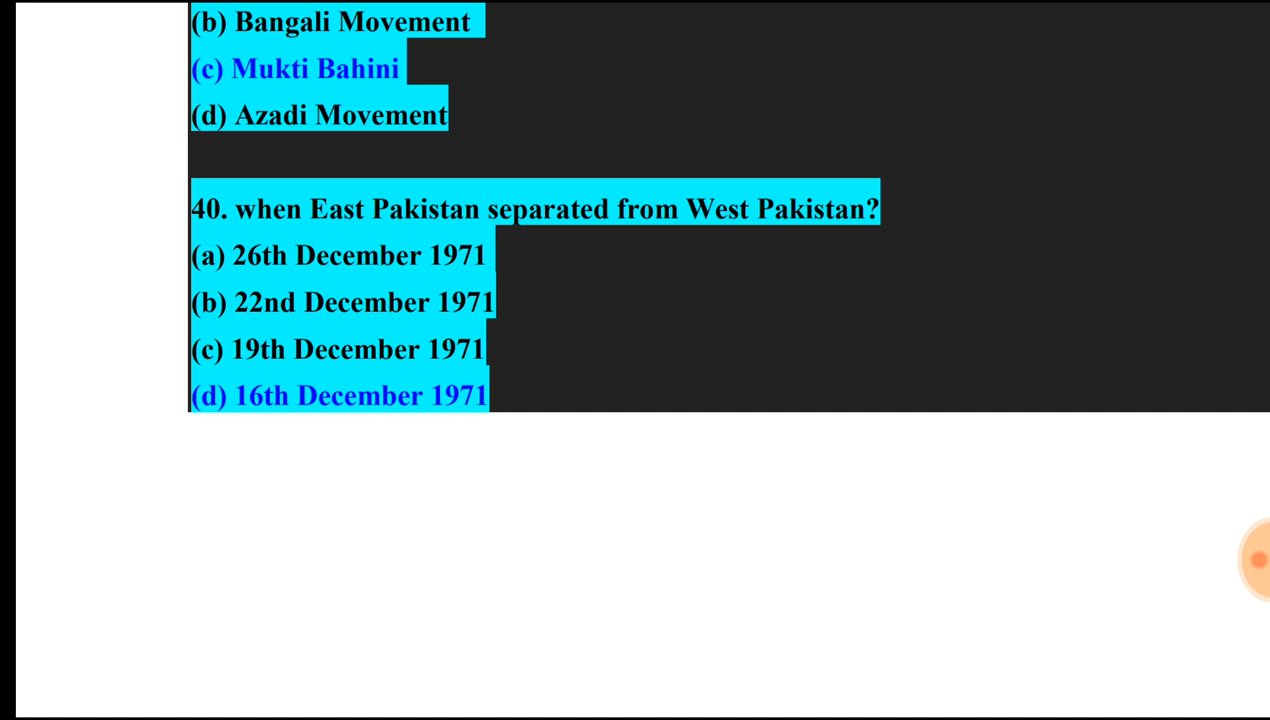 (b) Bangali Movement
(c) Mukti Bahini
(d) Azadi Movement
40. when East Pakistan separated from West Pakistan?
(a) 26th December 1971
(b) 22nd December 1971
(c) 19th December 1971
(d) 16th December 1971